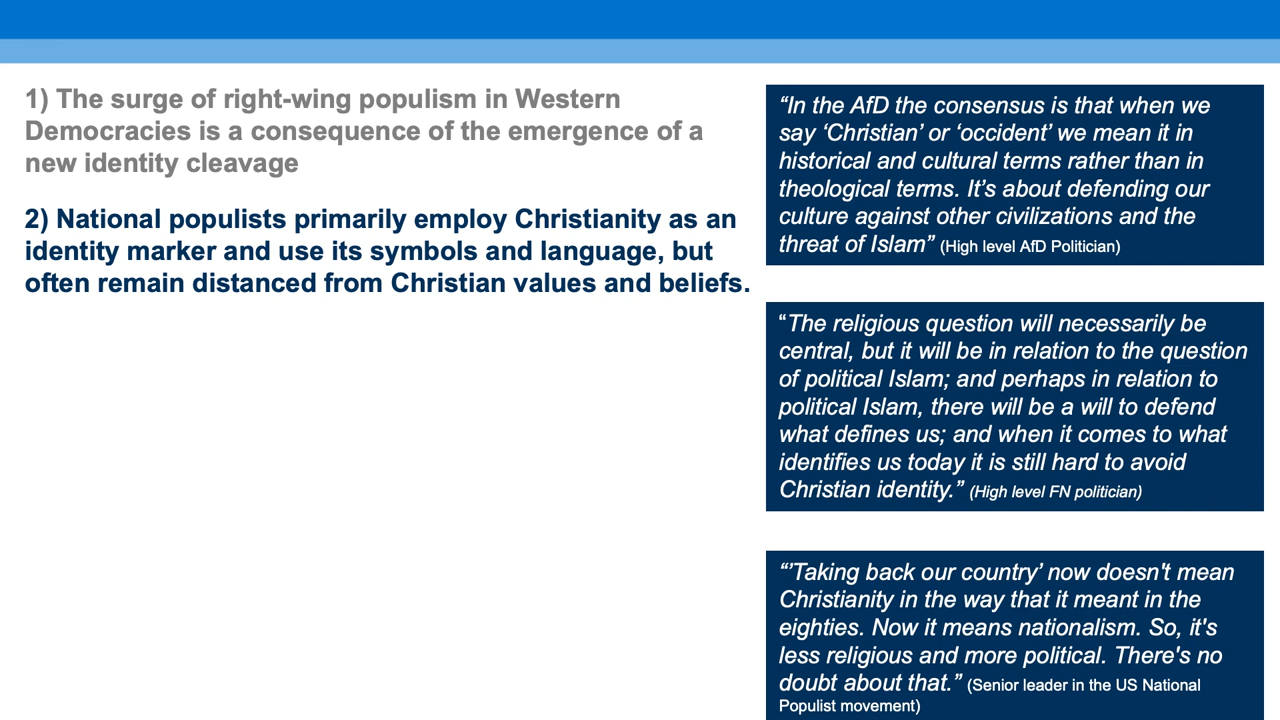 1) The surge of right-wing populism in Western
Democracies is a consequence of the emergence of a
new identity cleavage
2) National populists primarily employ Christianity as an
identity marker and use its symbols and language, but
often remain distanced from Christian values and beliefs.
“In the AfD the consensus is that when we
say ‘Christian’ or ‘occident’ we mean it in
historical and cultural terms rather than in
theological terms. It’s about defending our
culture against other civilizations and the
threat of Islam” (High level AfD Politician)
“The religious question will necessarily be
central, but it will be in relation to the question
of political Islam; and perhaps in relation to
political Islam, there will be a will to defend
what defines us; and when it comes to what
identifies us today it is still hard to avoid
Christian identity.” (High level FN politician)
“’Taking back our country’ now doesn't mean
Christianity in the way that it meant in the
eighties. Now it means nationalism. So, it's
less religious and more political. There's no
doubt about that.” (Senior leader in the US National
Populist movement)